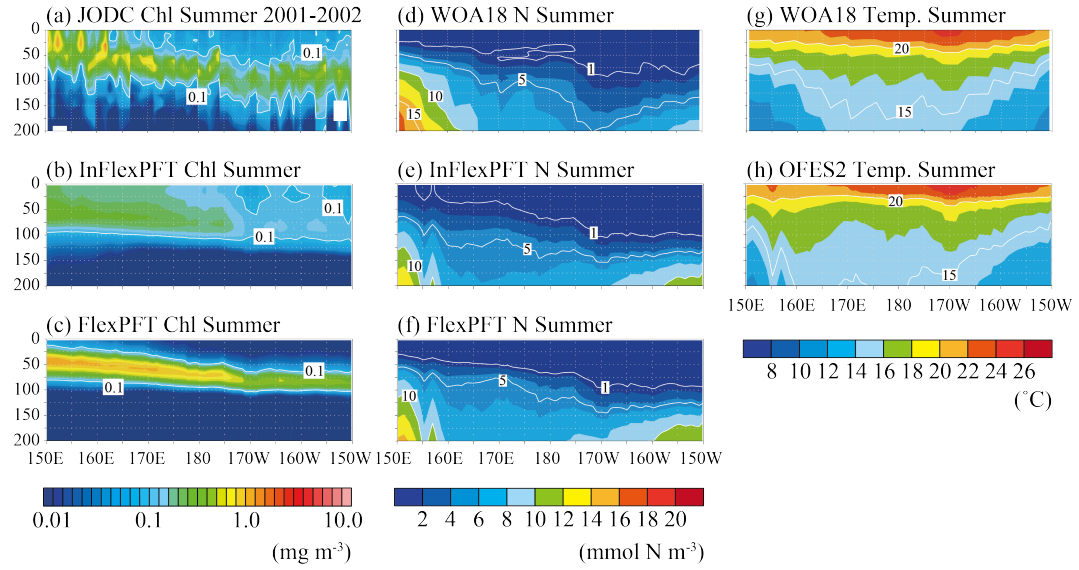 (a) JODC Chl Summer 2001-2002
0
50
100
150
200
0.1
0.1
(b) InFlexPFT Chl Summer
0
50
100
150
200
0.1
0.1
(c) FlexPFT Chl Summer
0
50
100
150
200
0.1
150E 160E 170E 180 170W 160W 150W
0.01 0.1 1.0 10.0
(mg m-3)
(d) WOA18 N Summer
1
5
10
15
(e) InFlexPFT N Summer
1
5
10
(f) FlexPFT N Summer
1
5
10
150E 160E 170E 180 170W 150W
2 4 6 8 10 12 14 16 18 20
(mmol N m-3)
(g) WOA18 Temp. Summer
20
15
(h) OFES2 Temp. Summer
20
15
150E 160E 170E 180 170W 160W 150W
8 10 12 14 16 18 20 22 24 26
(°C)